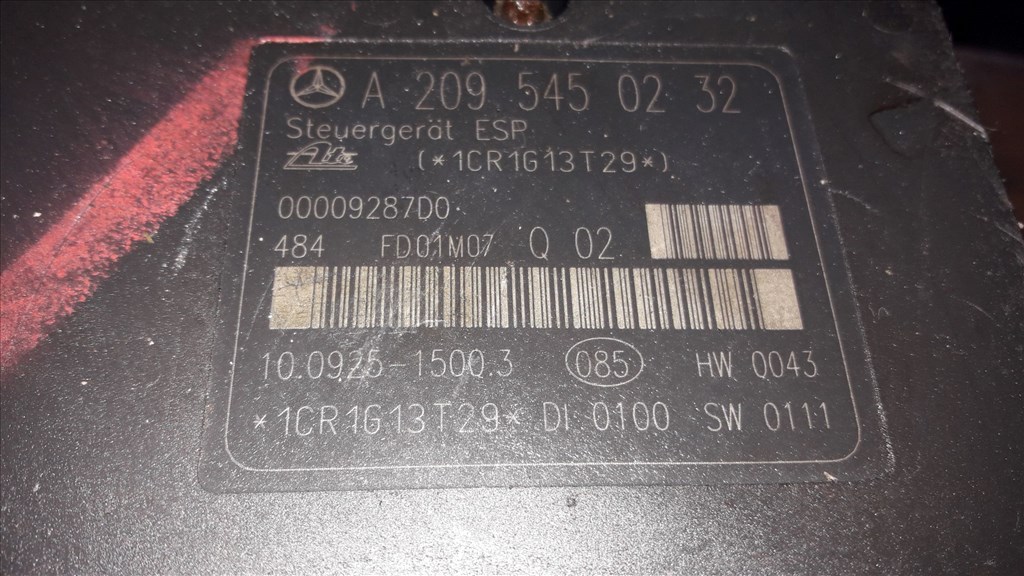 A 209 545 02 32
Steuergerät ESP
Ate (*1CR1G13T29*)
00009287D0
484 FD01M07 Q 02
10.0925-1500.3 085 HW 0043
*1CR1G13T29* DI 0100 SW 0111